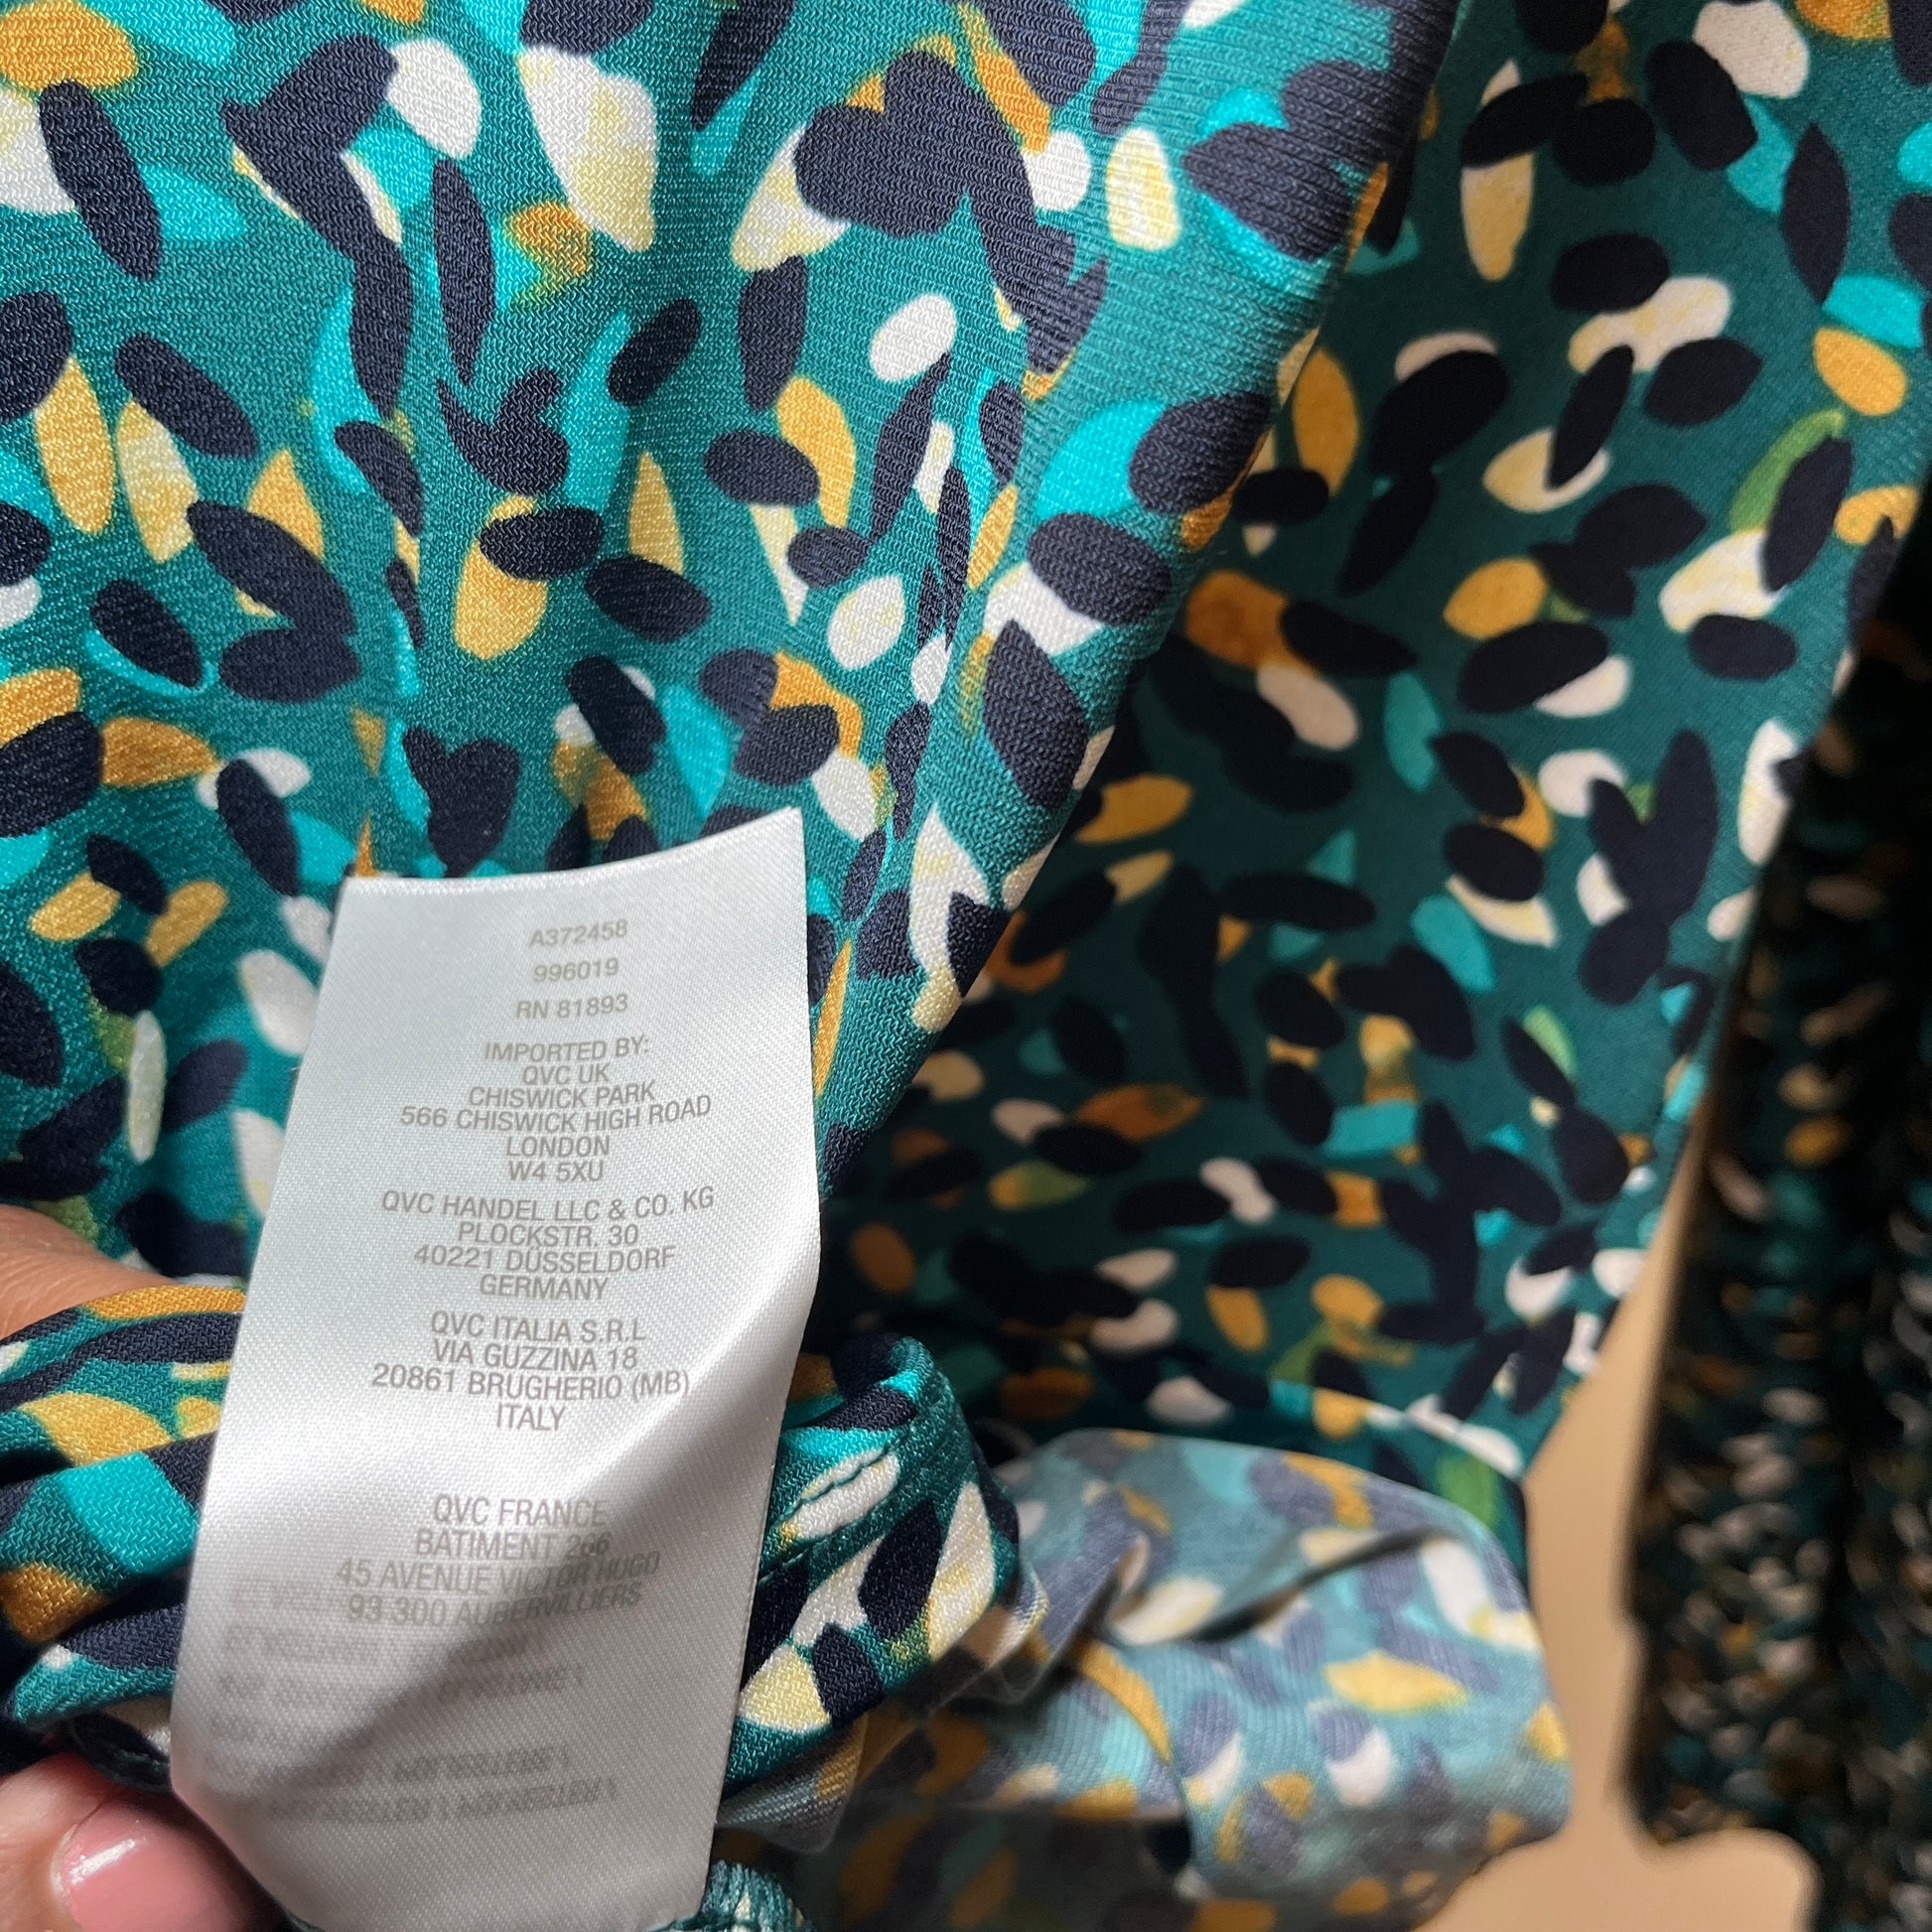 A372458
996019
RN 81893
IMPORTED BY:
QVC UK
CHISWICK PARK
566 CHISWICK HIGH ROAD
LONDON
W4 5XU
QVC HANDEL LLC & CO. KG
PLOCKSTR. 30
40221 DÜSSELDORF
GERMANY
QVC ITALIA S.R.L
VIA GUZZINA 18
20861 BRUGHERIO (MB)
ITALY
QVC FRANCE
BATIMENT 266
45 AVENUE VICTOR HUGO
93 300 AUBERVILLIERS